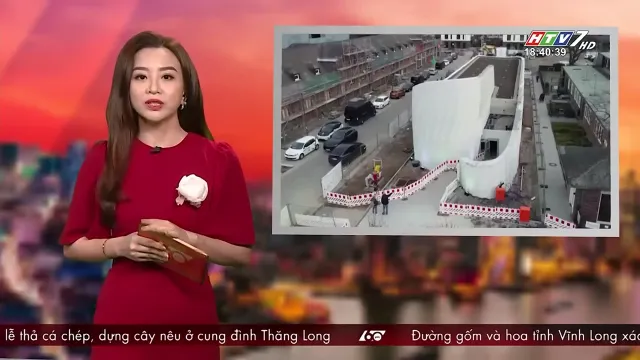 HTV7 HD
18:40:39
lễ thả cá chép, dựng cây nêu ở cung đình Thăng Long
60
Đường gốm và hoa tỉnh Vĩnh Long xác